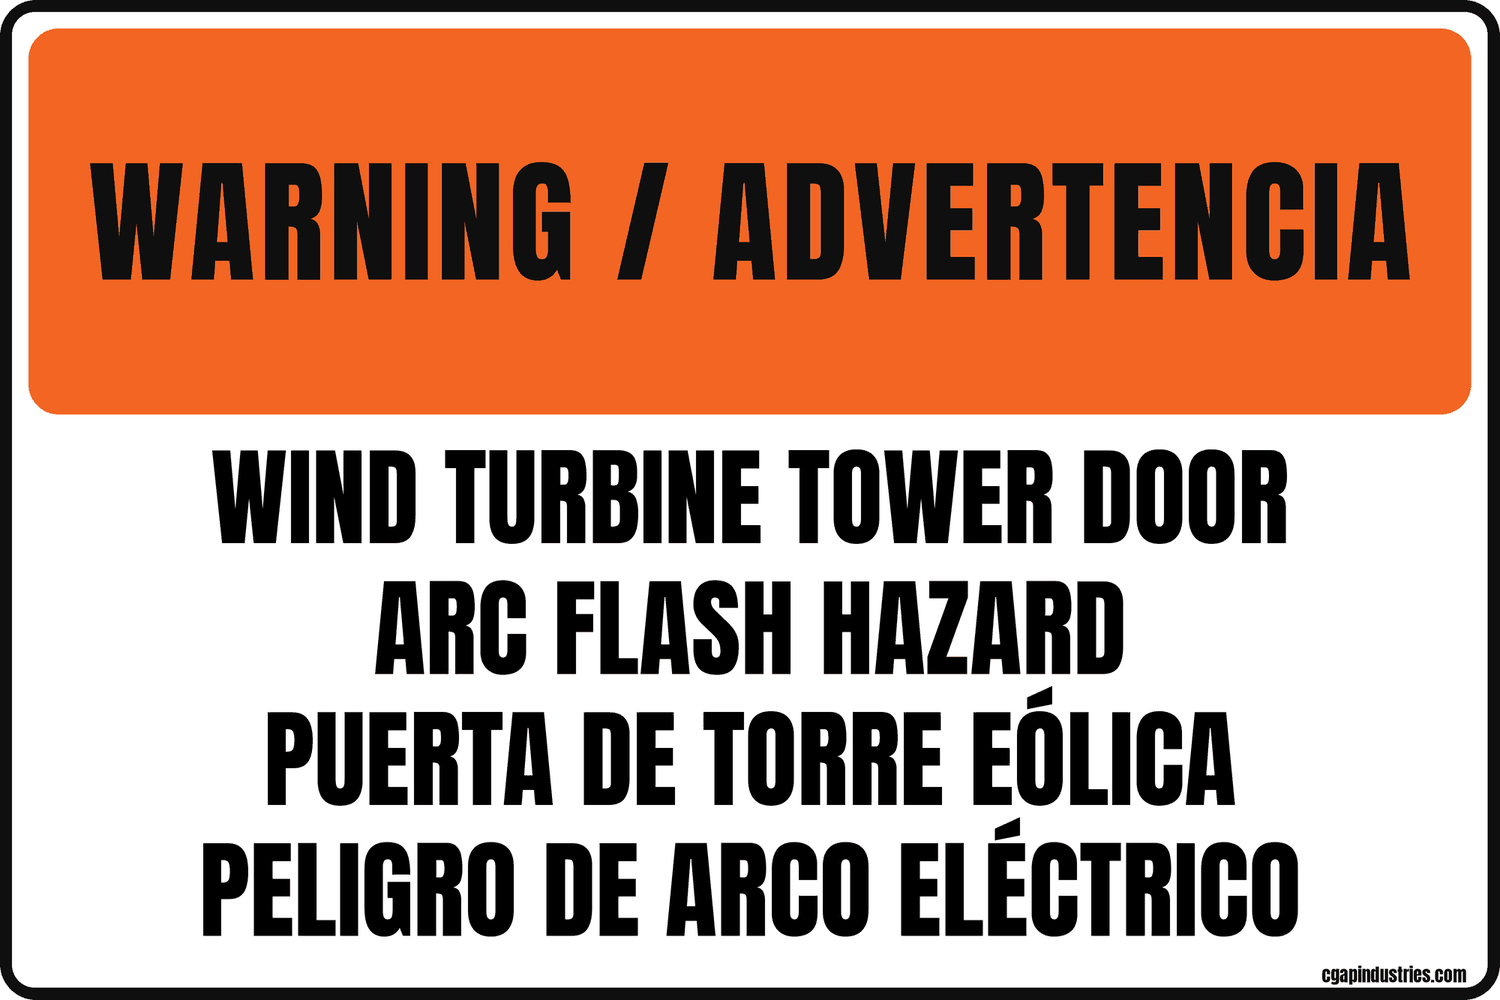 WARNING / ADVERTENCIA
WIND TURBINE TOWER DOOR
ARC FLASH HAZARD
PUERTA DE TORRE EÓLICA
PELIGRO DE ARCO ELÉCTRICO
cgapindustries.com